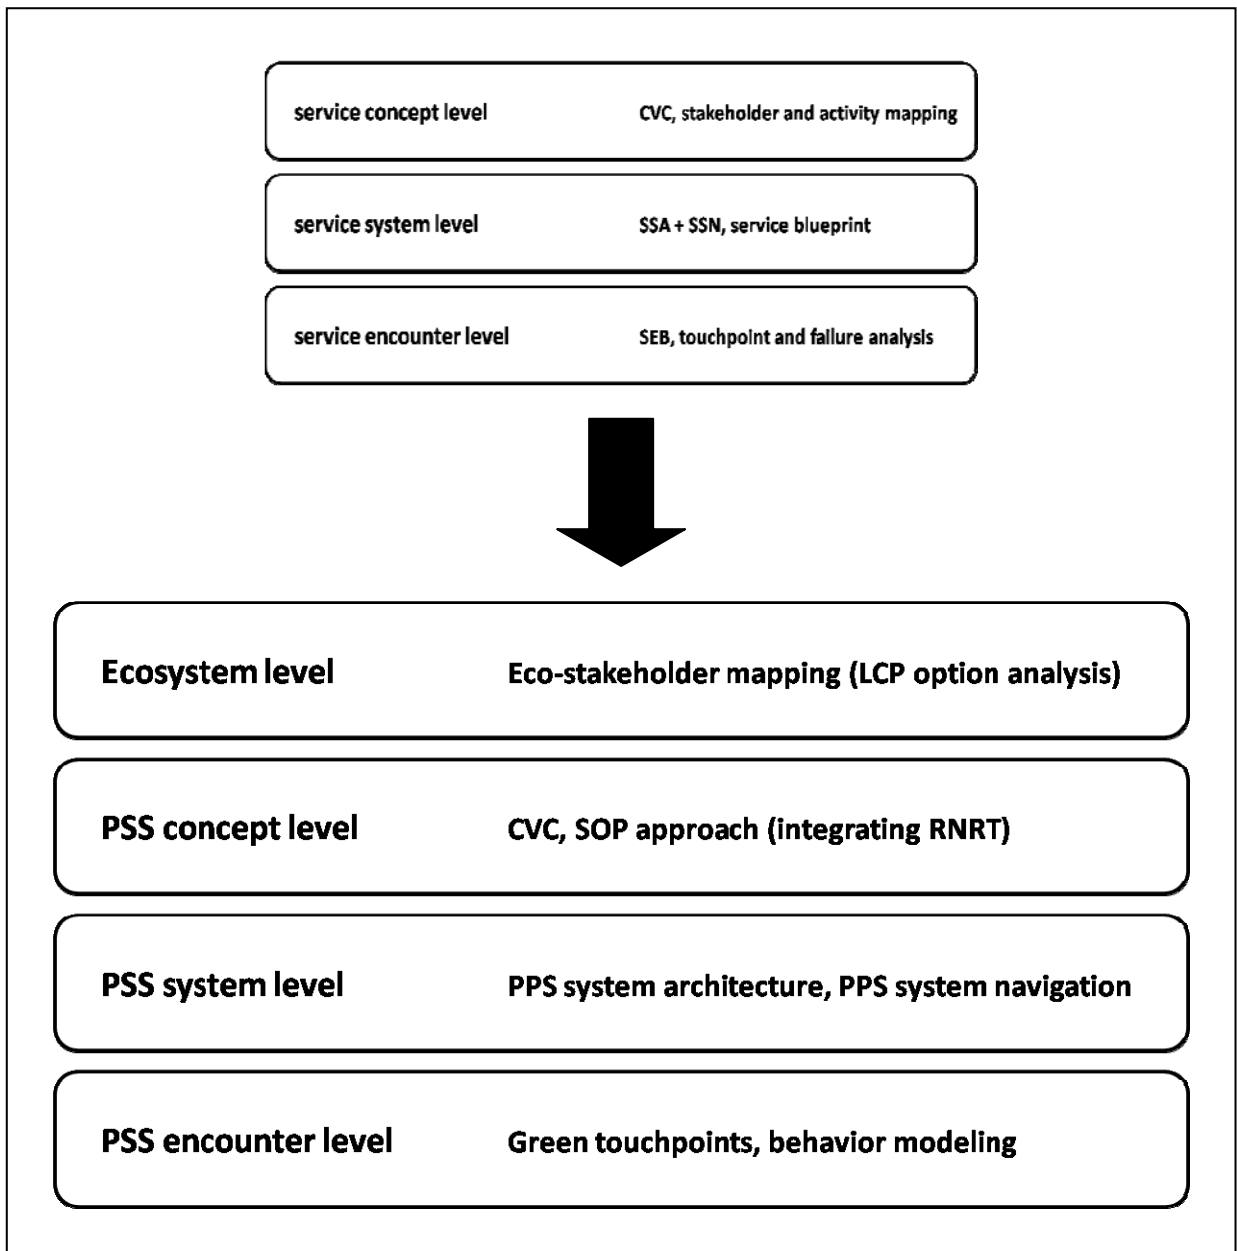 service concept level CVC, stakeholder and activity mapping
service system level SSA + SSN, service blueprint
service encounter level SEB, touchpoint and failure analysis
Ecosystem level Eco-stakeholder mapping (LCP option analysis)
PSS concept level CVC, SOP approach (integrating RNRT)
PSS system level PPS system architecture, PPS system navigation
PSS encounter level Green touchpoints, behavior modeling